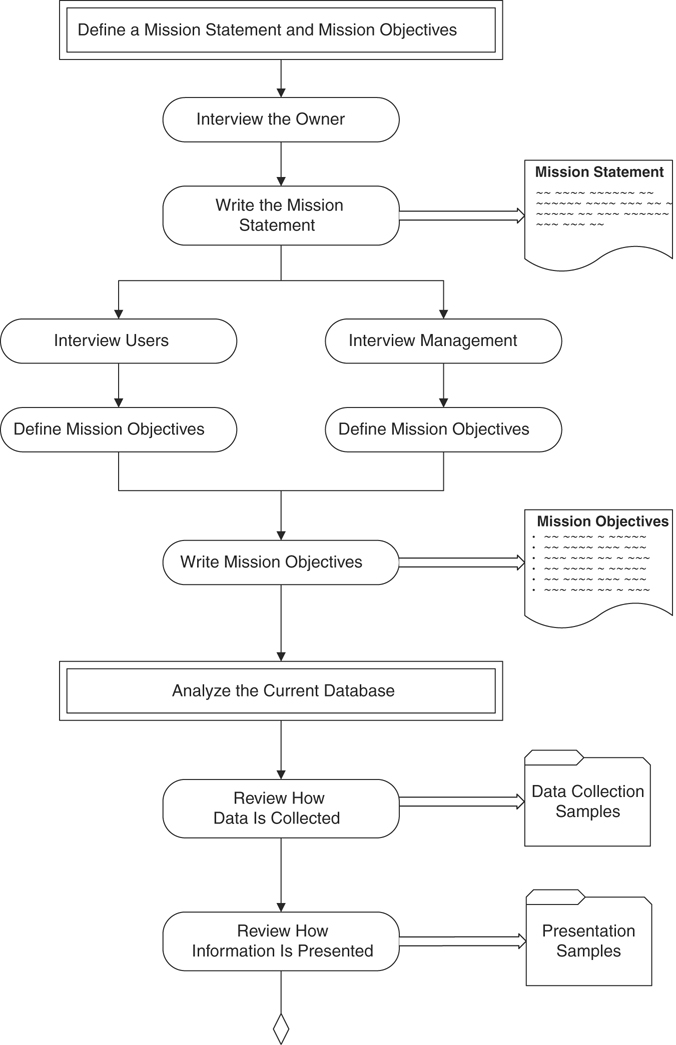 Define a Mission Statement and Mission Objectives
Interview the Owner
Write the Mission
Statement
Mission Statement
Interview Users
Interview Management
Define Mission Objectives
Define Mission Objectives
Write Mission Objectives
Mission Objectives
Analyze the Current Database
Review How
Data Is Collected
Data Collection
Samples
Review How
Information Is Presented
Presentation
Samples